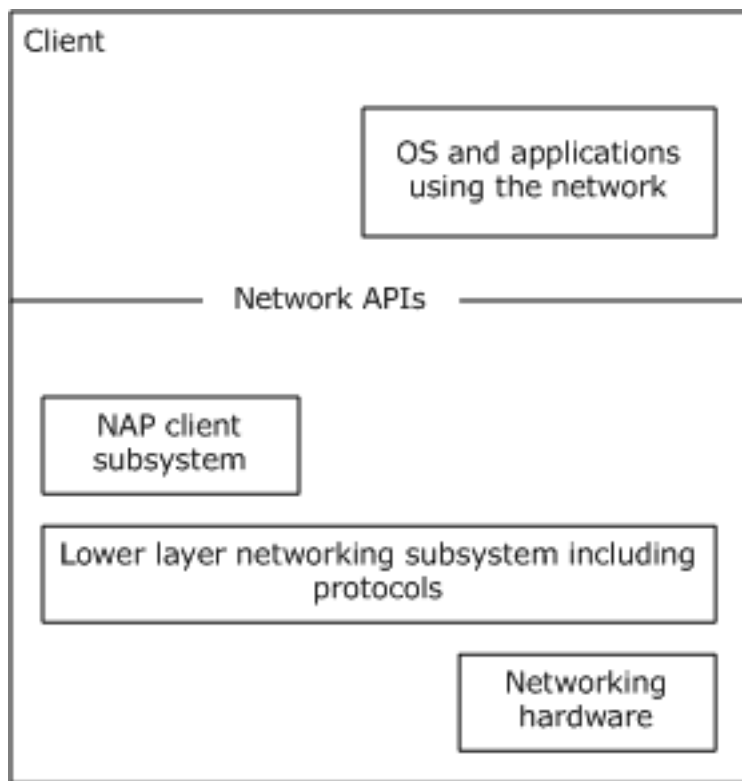 Client
OS and applications
using the network
Network APIs
NAP client
subsystem
Lower layer networking subsystem including
protocols
Networking
hardware